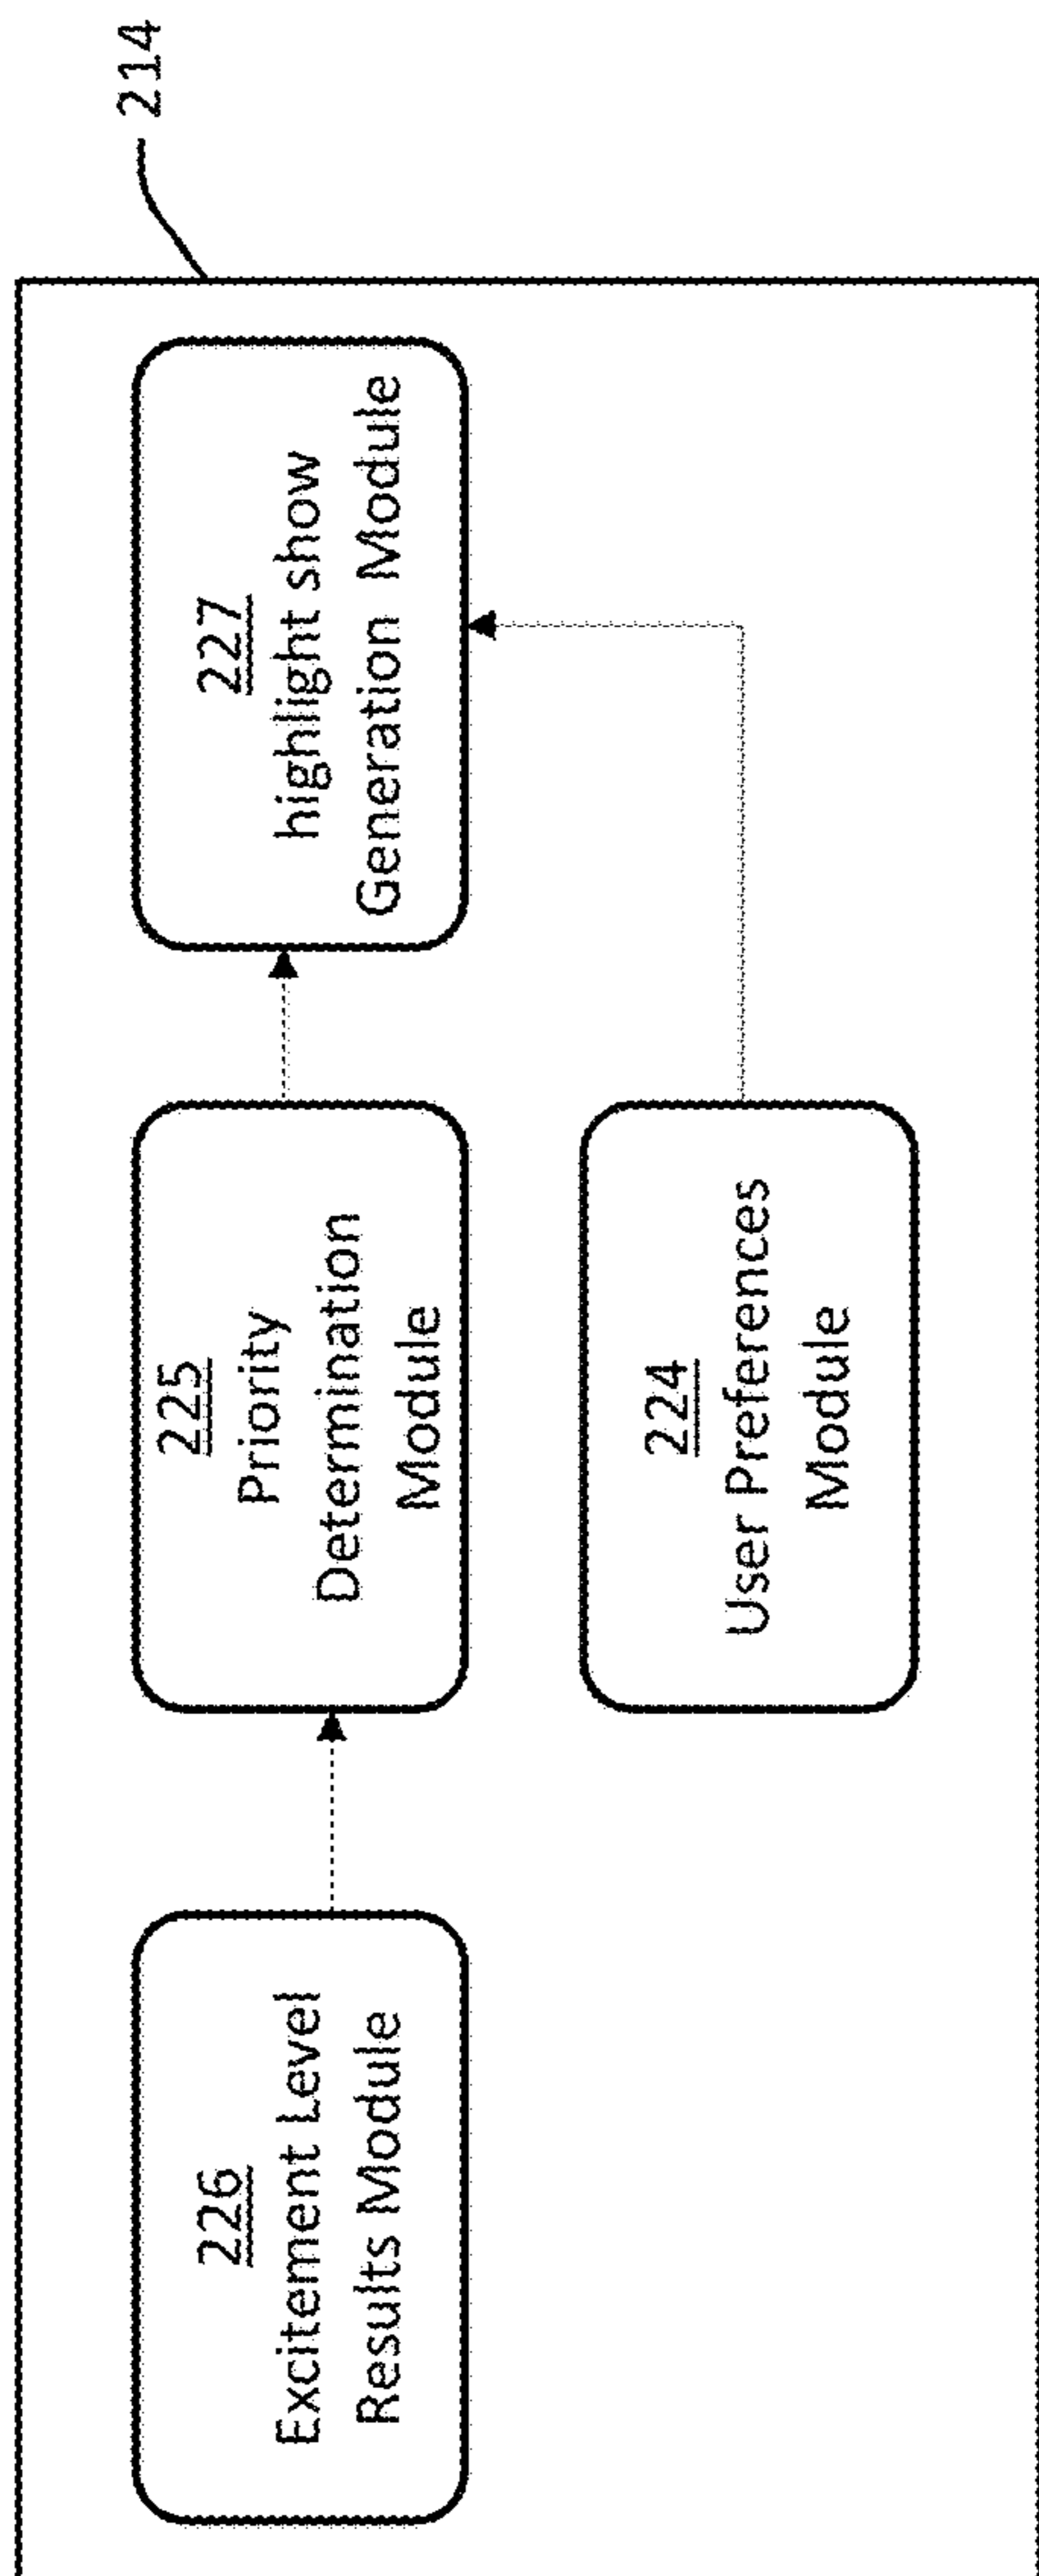 214
226
Excitement Level
Results Module
225
Priority
Determination
Module
227
highlight show
Generation Module
224
User Preferences
Module